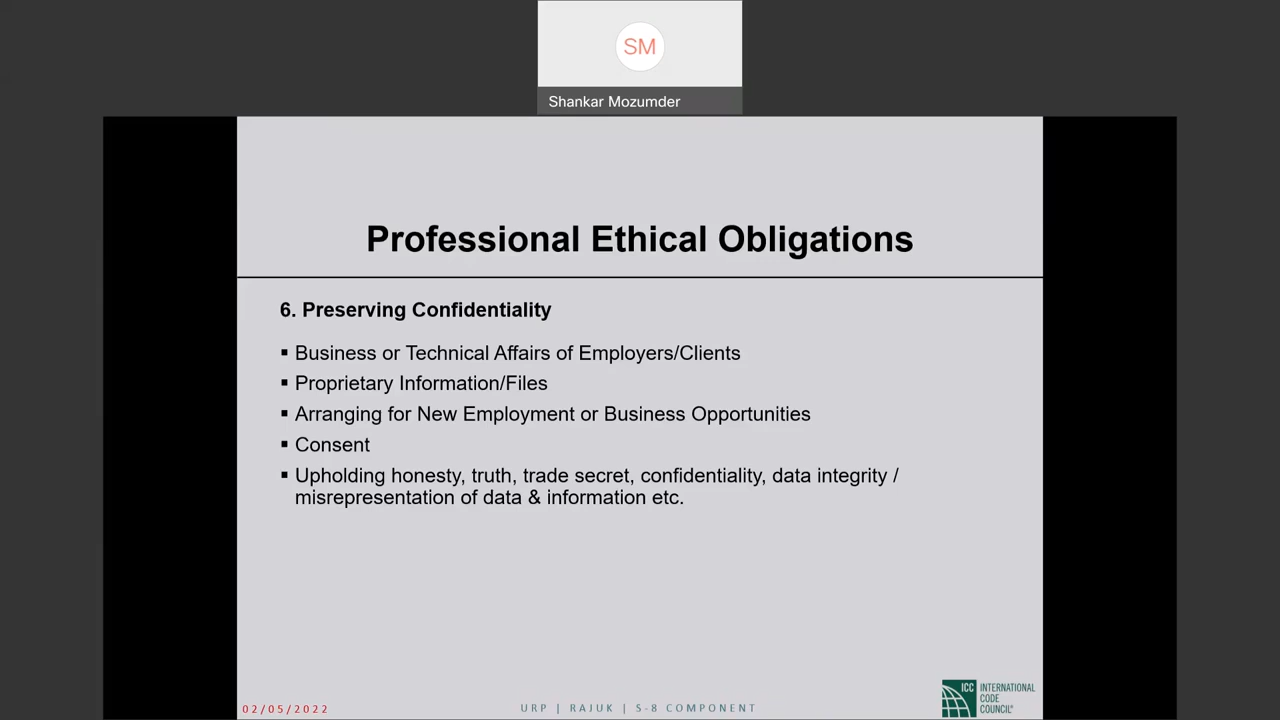 SM
Shankar Mozumder
Professional Ethical Obligations
6. Preserving Confidentiality
▪ Business or Technical Affairs of Employers/Clients
▪ Proprietary Information/Files
▪ Arranging for New Employment or Business Opportunities
▪ Consent
▪ Upholding honesty, truth, trade secret, confidentiality, data integrity /
misrepresentation of data & information etc.
02/05/2022
URP | RAJUK | S-8 COMPONENT
ICC
INTERNATIONAL
CODE
COUNCIL®